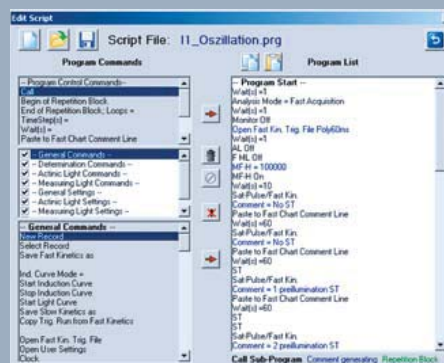 Edit Script
Script File: I1_Oszillation.prg
Program Commands
Program List
-- Program Control Commands--
Call
Begin of Repetition Block
End of Repetition Block; Loops =
TimeStep(s) =
Wait(s) =
Paste to Fast Chart Comment Line
-- General Commands --
-- Determination Commands --
-- Actinic Light Commands --
-- Measuring Light Commands --
-- General Settings --
-- Actinic Light Settings --
-- Measuring Light Settings --
-- General Commands --
New Record
Select Record
Save Fast Kinetics as
Ind. Curve Mode =
Start Induction Curve
Stop Induction Curve
Start Light Curve
Save Slow Kinetics as
Copy Trig. Run from Fast Kinetics
Open Fast Kin. Trig. File
Open User Settings
Clock
-- Program Start --
Wait(s) =1
Analysis Mode = Fast Acquisition
Wait(s) =1
Monitor Off
Open Fast Kin. Trig. File Poly60ns
Wait(s) =1
AL Off
F ML Off
MF-H = 100000
MF-H On
Wait(s) =10
Sat-Pulse/Fast Kin.
Comment = No ST
Paste to Fast Chart Comment Line
Wait(s) =60
Sat-Pulse/Fast Kin.
Comment = No ST
Paste to Fast Chart Comment Line
Wait(s) =60
ST
Sat-Pulse/Fast Kin.
Comment = 1 preillumination ST
Paste to Fast Chart Comment Line
Wait(s) =60
ST
ST
Sat-Pulse/Fast Kin.
Comment = 2 preillumination ST
Call Sub-Program Comment generating Repetition Block